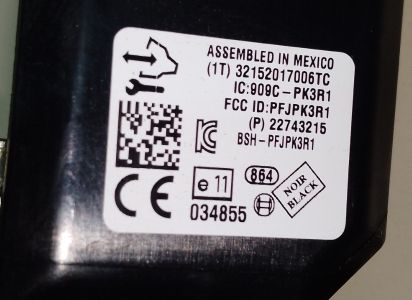 ASSEMBLED IN MEXICO
(1T) 32152017006TC
IC:909C-PK3R1
FCC ID:PFJPK3R1
(P) 22743215
BSH-PFJPK3R1
CE
e 11
034855
864
NOIR
BLACK